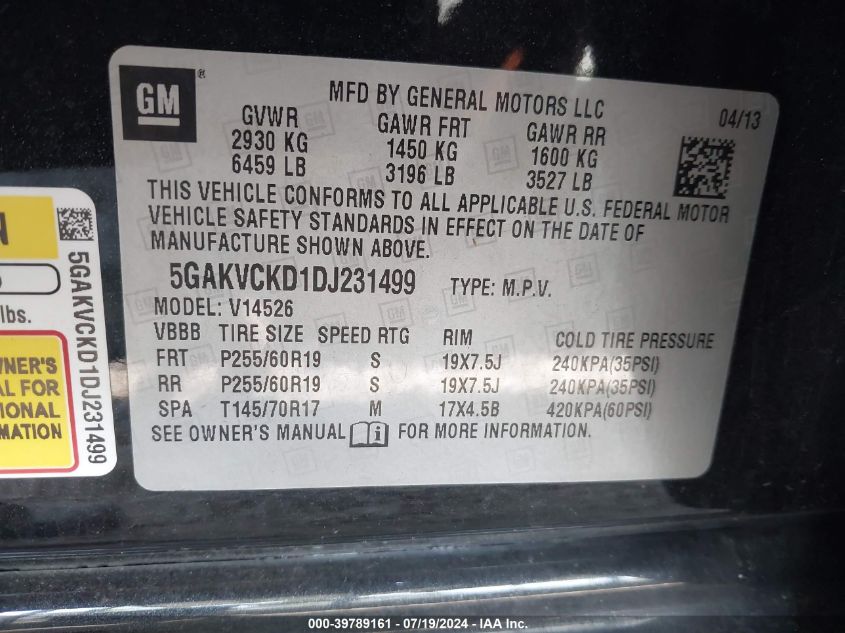 GM ®
MFD BY GENERAL MOTORS LLC
04/13
GVWR GAWR FRT GAWR RR
2930 KG 1450 KG 1600 KG
6459 LB 3196 LB 3527 LB
THIS VEHICLE CONFORMS TO ALL APPLICABLE U.S. FEDERAL MOTOR
VEHICLE SAFETY STANDARDS IN EFFECT ON THE DATE OF
MANUFACTURE SHOWN ABOVE.
5GAKVCKD1DJ231499 TYPE: M.P.V.
MODEL: V14526
VBBB TIRE SIZE SPEED RTG RIM COLD TIRE PRESSURE
FRT P255/60R19 S 19X7.5J 240KPA(35PSI)
RR P255/60R19 S 19X7.5J 240KPA(35PSI)
SPA T145/70R17 M 17X4.5B 420KPA(60PSI)
SEE OWNER'S MANUAL i FOR MORE INFORMATION.
lbs.
OWNER'S
FOR
5GAKVCKD1DJ231499
000-39789161 - 07/19/2024 - IAA Inc.